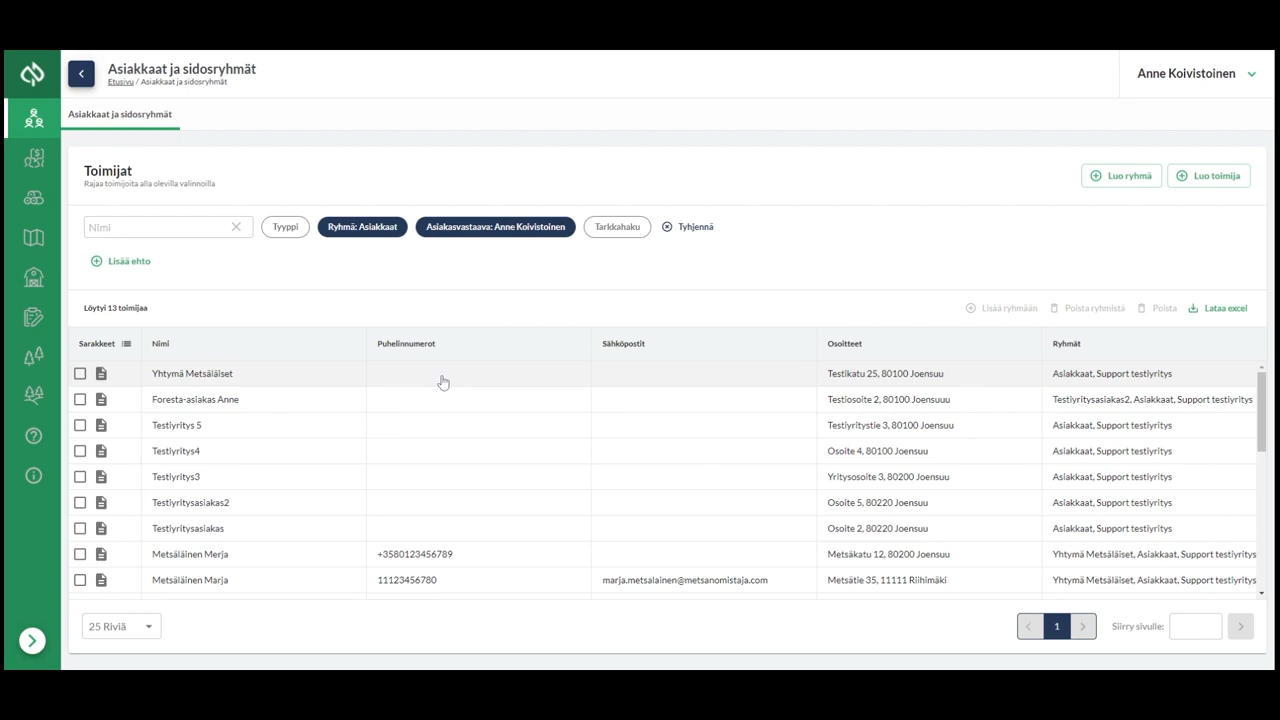 Asiakkaat ja sidosryhmät
Etusivu / Asiakkaat ja sidosryhmät
Anne Koivistoinen
Asiakkaat ja sidosryhmät
Toimijat
Rajaa toimijoita alla olevilla valinnoilla
Luo ryhmä
Luo toimija
Nimi
Tyyppi
Ryhmä: Asiakkaat
Asiakasvastaava: Anne Koivistoinen
Tarkkahaku
Tyhjennä
Lisää ehto
Löytyi 13 toimijaa
Lisää ryhmään
Poista ryhmistä
Poista
Lataa excel
Sarakkeet Nimi Puhelinnumerot Sähköpostit Osoitteet Ryhmät
Yhtymä Metsäläiset Testikatu 25, 80100 Joensuu Asiakkaat, Support testiyritys
Foresta-asiakas Anne Testiosoite 2, 80100 Joensuuu Testiyritysasiakas2, Asiakkaat, Support testiyritys
Testiyritys 5 Testiyritystie 3, 80100 Joensuu Asiakkaat, Support testiyritys
Testiyritys4 Osoite 4, 80100 Joensuu Asiakkaat, Support testiyritys
Testiyritys3 Yritysosoite 3, 80200 Joensuu Asiakkaat, Support testiyritys
Testiyritysasiakas2 Osoite 5, 80220 Joensuu Asiakkaat, Support testiyritys
Testiyritysasiakas Osoite 2, 80220 Joensuu Asiakkaat, Support testiyritys
Metsäläinen Merja +3580123456789 Metsäkatu 12, 80200 Joensuu Yhtymä Metsäläiset, Asiakkaat, Support testiyritys
Metsäläinen Marja 11123456780 marja.metsalainen@metsanomistaja.com Metsätie 35, 11111 Riihimäki Yhtymä Metsäläiset, Asiakkaat, Support testiyritys
25 Riviä
1
Siirry sivulle: